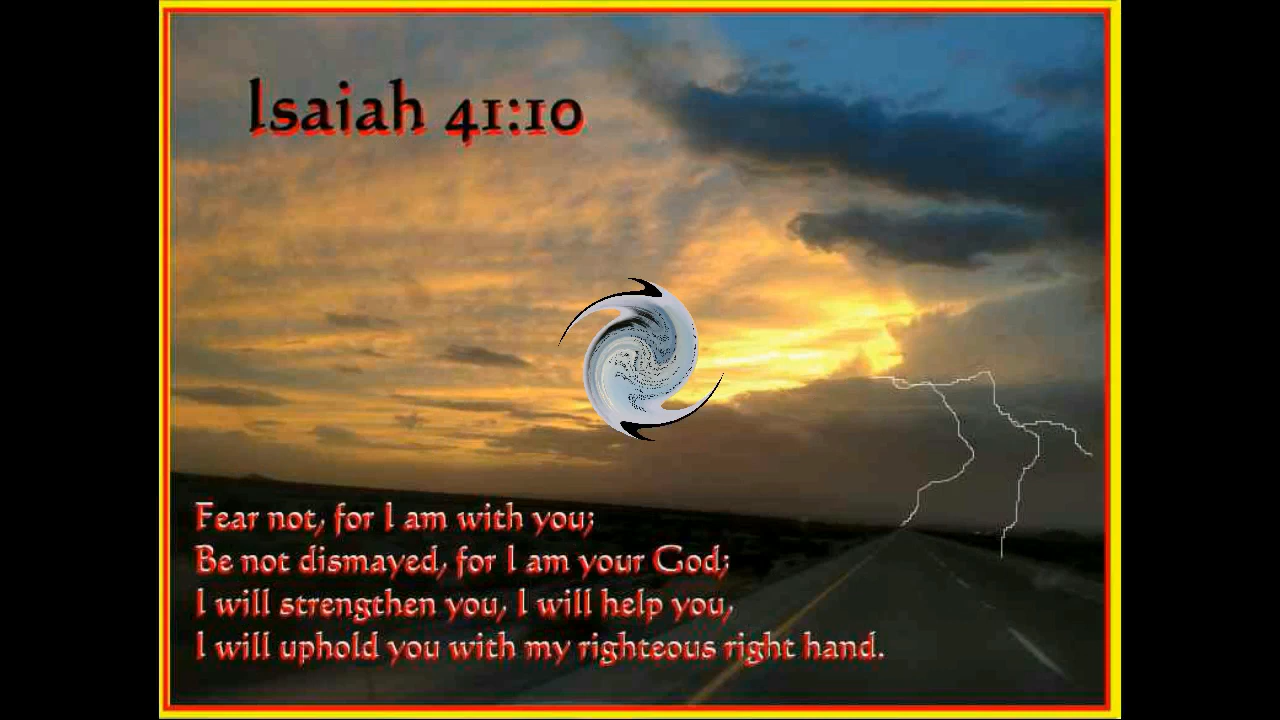 Isaiah 41:10
Fear not, for I am with you;
Be not dismayed, for I am your God;
I will strengthen you, I will help you,
I will uphold you with my righteous right hand.